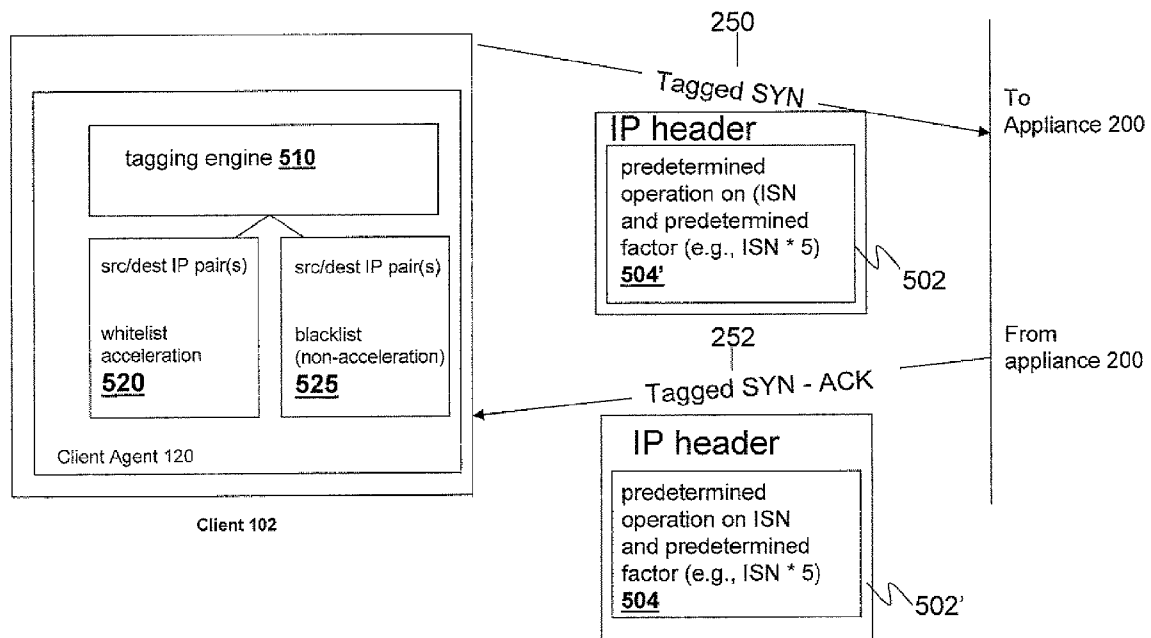 250
Tagged SYN
To
Appliance 200
tagging engine 510
src/dest IP pair(s)
whitelist
acceleration
520
src/dest IP pair(s)
blacklist
(non-acceleration)
525
Client Agent 120
Client 102
IP header
predetermined
operation on (ISN
and predetermined
factor (e.g., ISN * 5)
504'
502
252
From
appliance 200
Tagged SYN - ACK
IP header
predetermined
operation on ISN
and predetermined
factor (e.g., ISN * 5)
504
502'